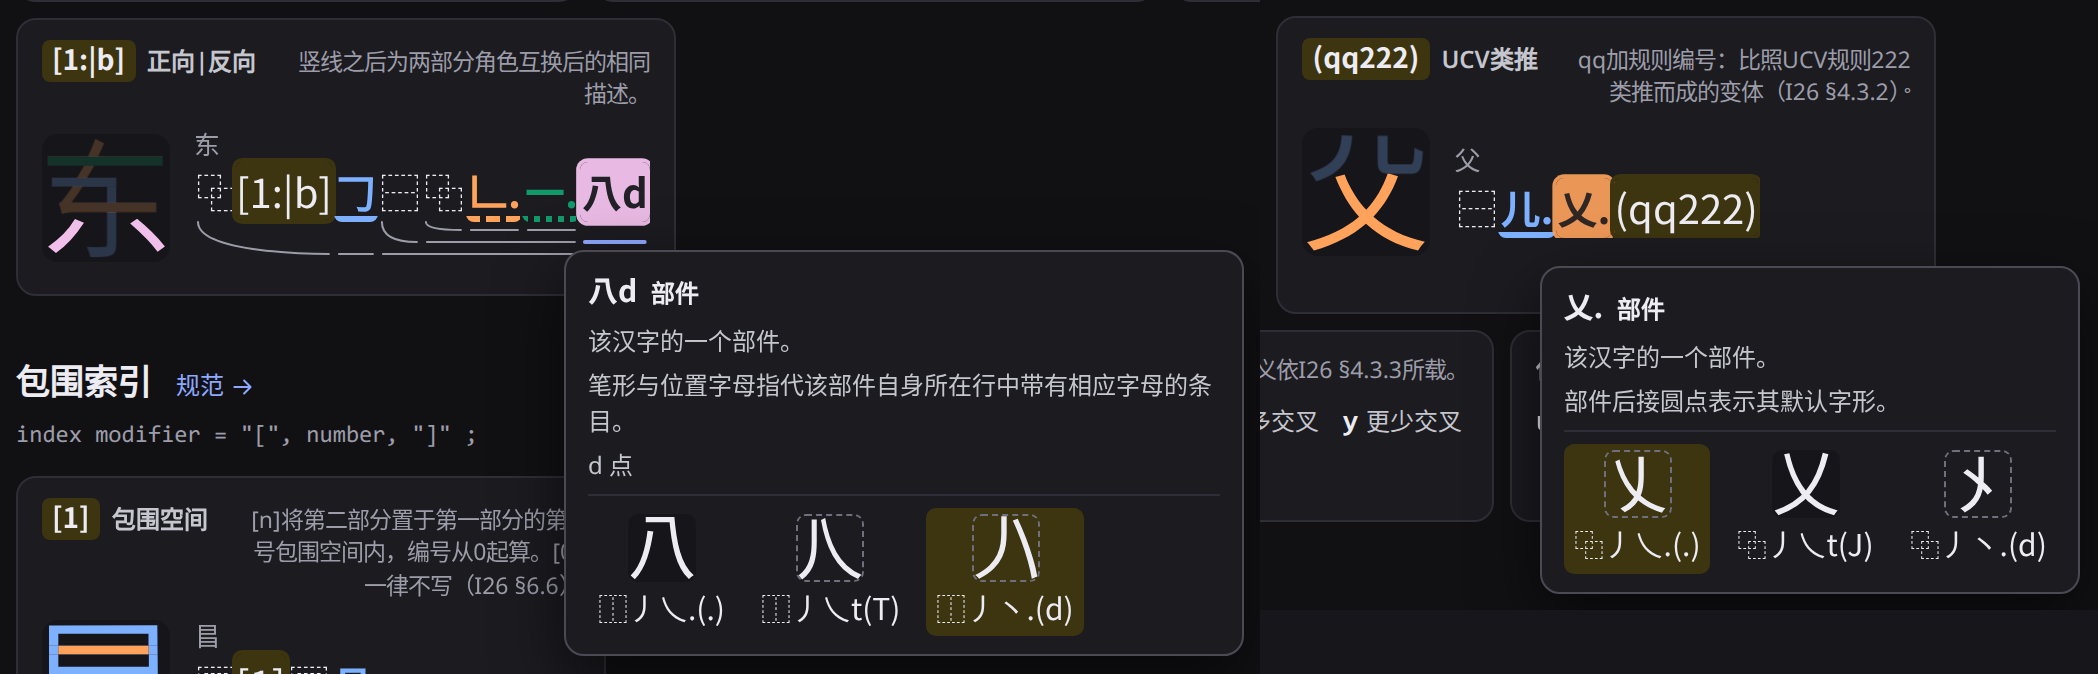 [1:|b] 正向|反向 竖线之后为两部分角色互换后的相同
描述。
东
⿻[1:|b]㇆⿱⿻𠃊.一.八d
八d 部件
该汉字的一个部件。
笔形与位置字母指代该部件自身所在行中带有相应字母的条
目。
d 点
⿰丿㇏.(.) ⿰丿㇏t(T) ⿰丿丶.(d)
包围索引 规范 →
index modifier = "[", number, "]" ;
[1] 包围空间 [n]将第二部分置于第一部分的第
号包围空间内，编号从0起算。
一律不写（I26 §6.6）
昌
(qq222) UCV类推 qq加规则编号：比照UCV规则222
类推而成的变体（I26 §4.3.2）。
父
⿱儿.乂.(qq222)
义依I26 §4.3.3所载。
交叉 y 更少交叉
乂. 部件
该汉字的一个部件。
部件后接圆点表示其默认字形。
⿻丿㇏.(.) ⿻丿㇏t(J) ⿻丿丶.(d)